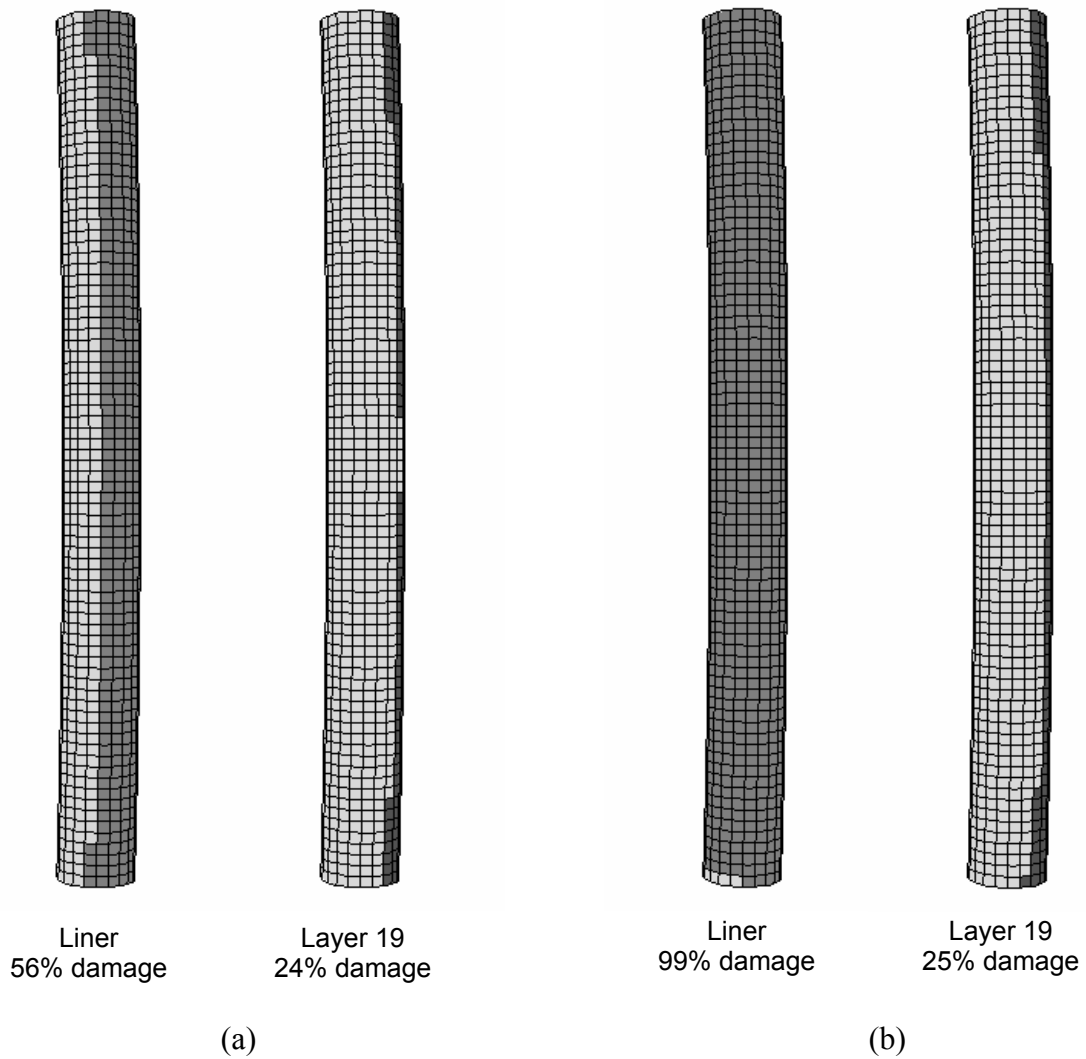 Liner
56% damage
Layer 19
24% damage
Liner
99% damage
Layer 19
25% damage
(a)
(b)